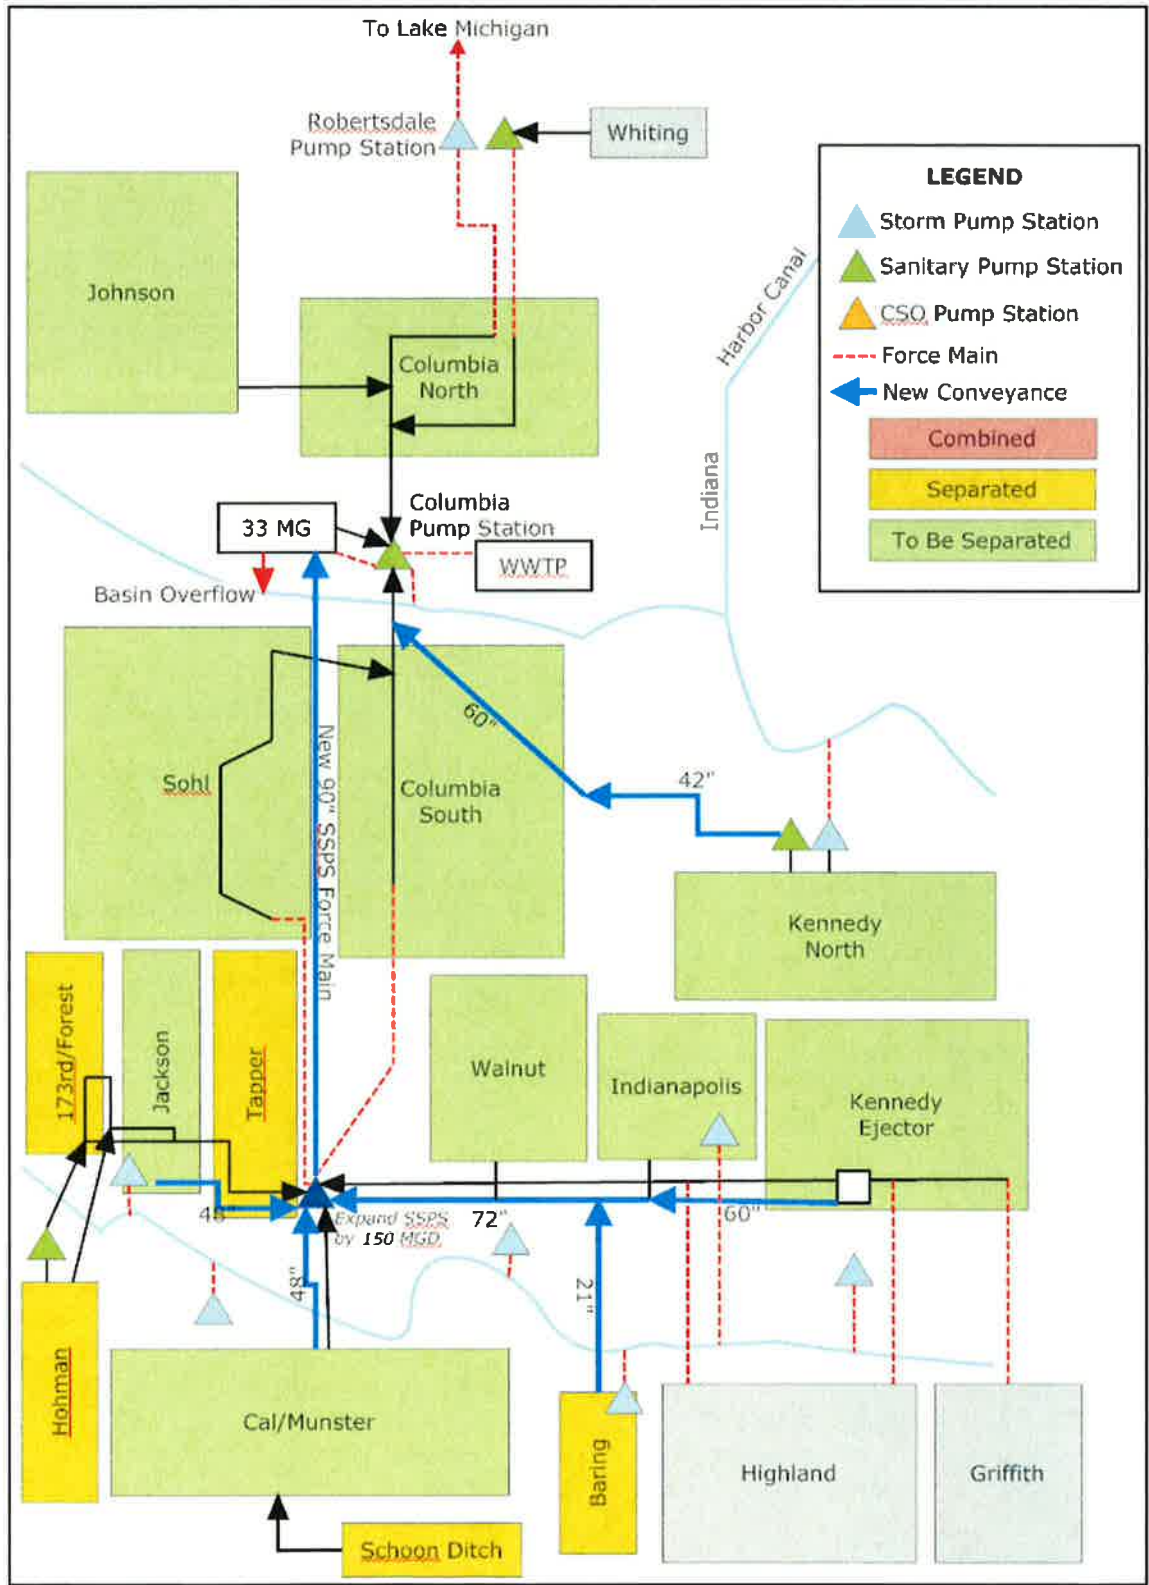 To Lake Michigan
Robertsdale
Pump Station
Whiting
LEGEND
Storm Pump Station
Sanitary Pump Station
CSO Pump Station
Force Main
New Conveyance
Combined
Separated
To Be Separated
Johnson
Columbia
North
Harbor Canal
Indiana
Columbia
Pump Station
33 MG
WWTP
Basin Overflow
60"
42"
Sohl
New 90" SSPS Force Main
Columbia
South
Kennedy
North
173rd/Forest
Jackson
Tapper
Walnut
Indianapolis
Kennedy
Ejector
48"
Expand SSPS
by 150 MGD
72"
60"
48"
21"
Hohman
Cal/Munster
Baring
Highland
Griffith
Schoon Ditch